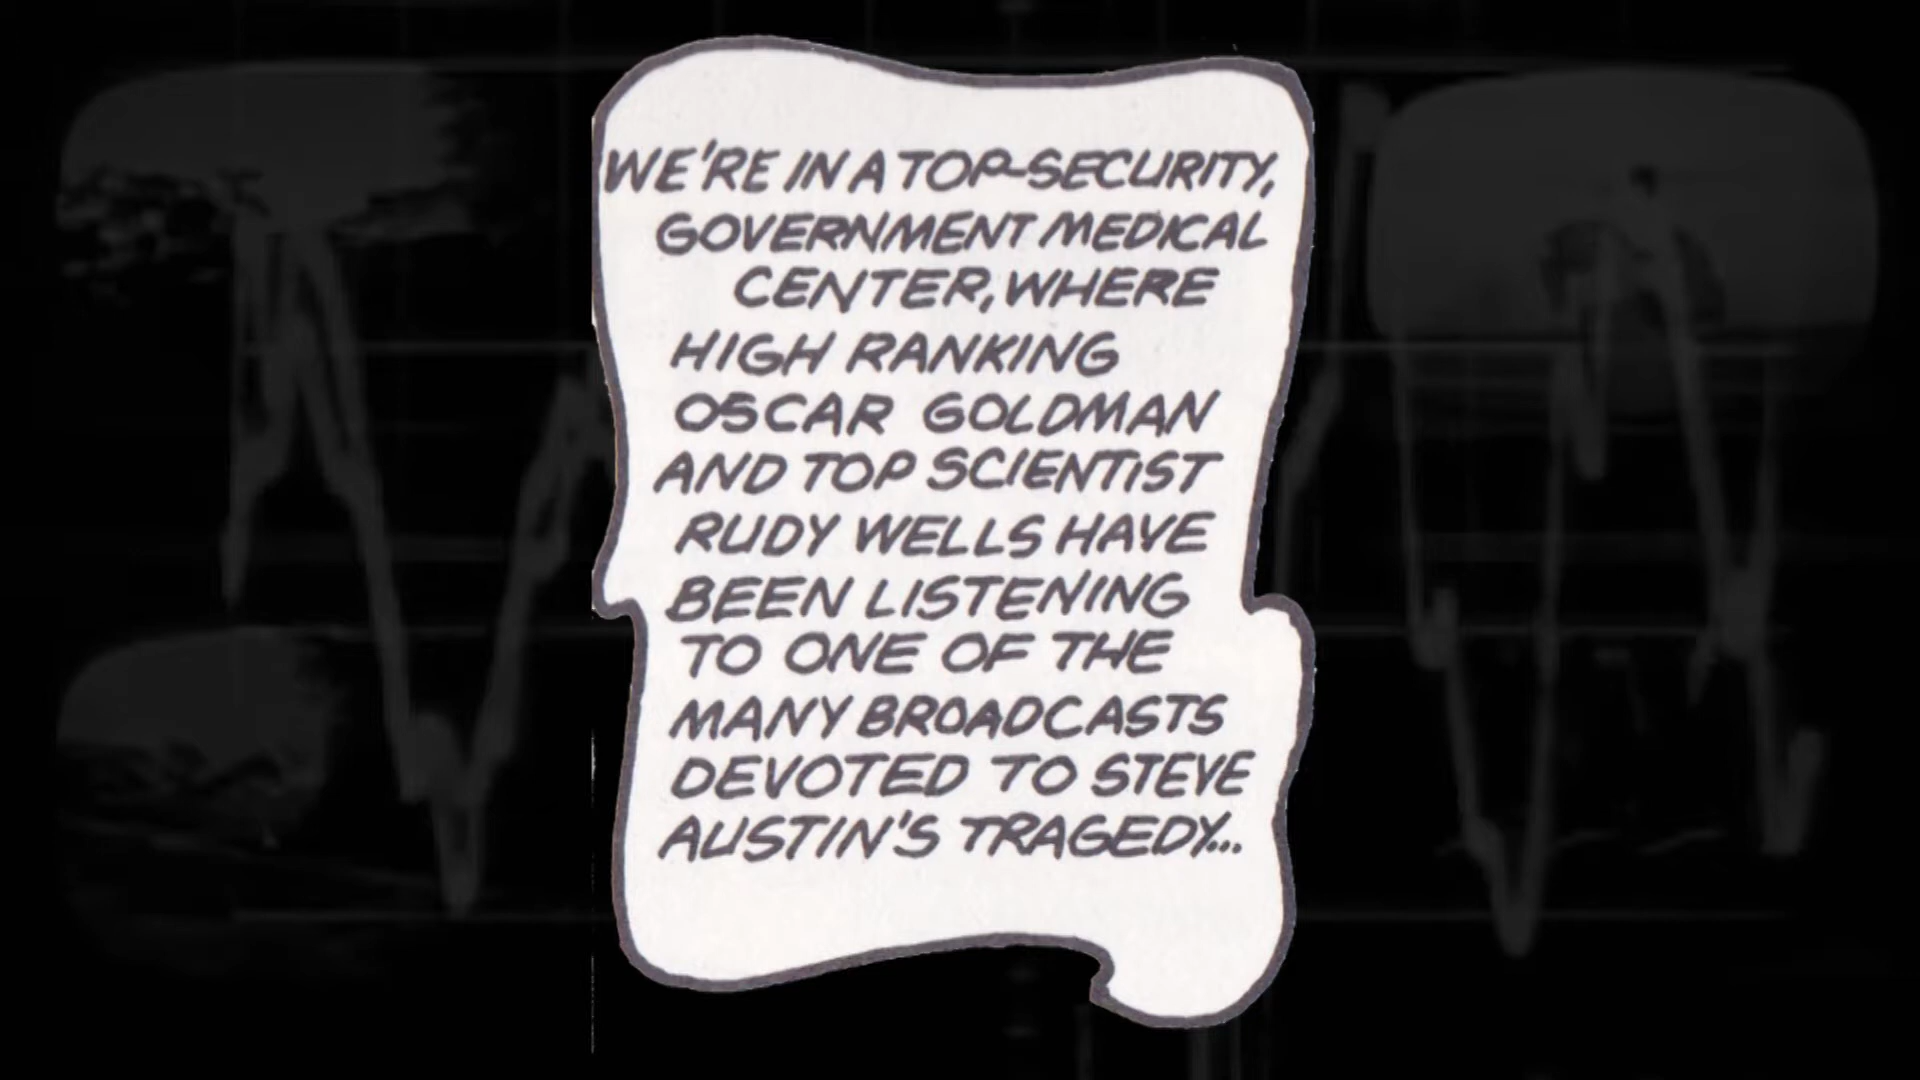 WE'RE IN A TOP-SECURITY,
GOVERNMENT MEDICAL
CENTER, WHERE
HIGH RANKING
OSCAR GOLDMAN
AND TOP SCIENTIST
RUDY WELLS HAVE
BEEN LISTENING
TO ONE OF THE
MANY BROADCASTS
DEVOTED TO STEVE
AUSTIN'S TRAGEDY...